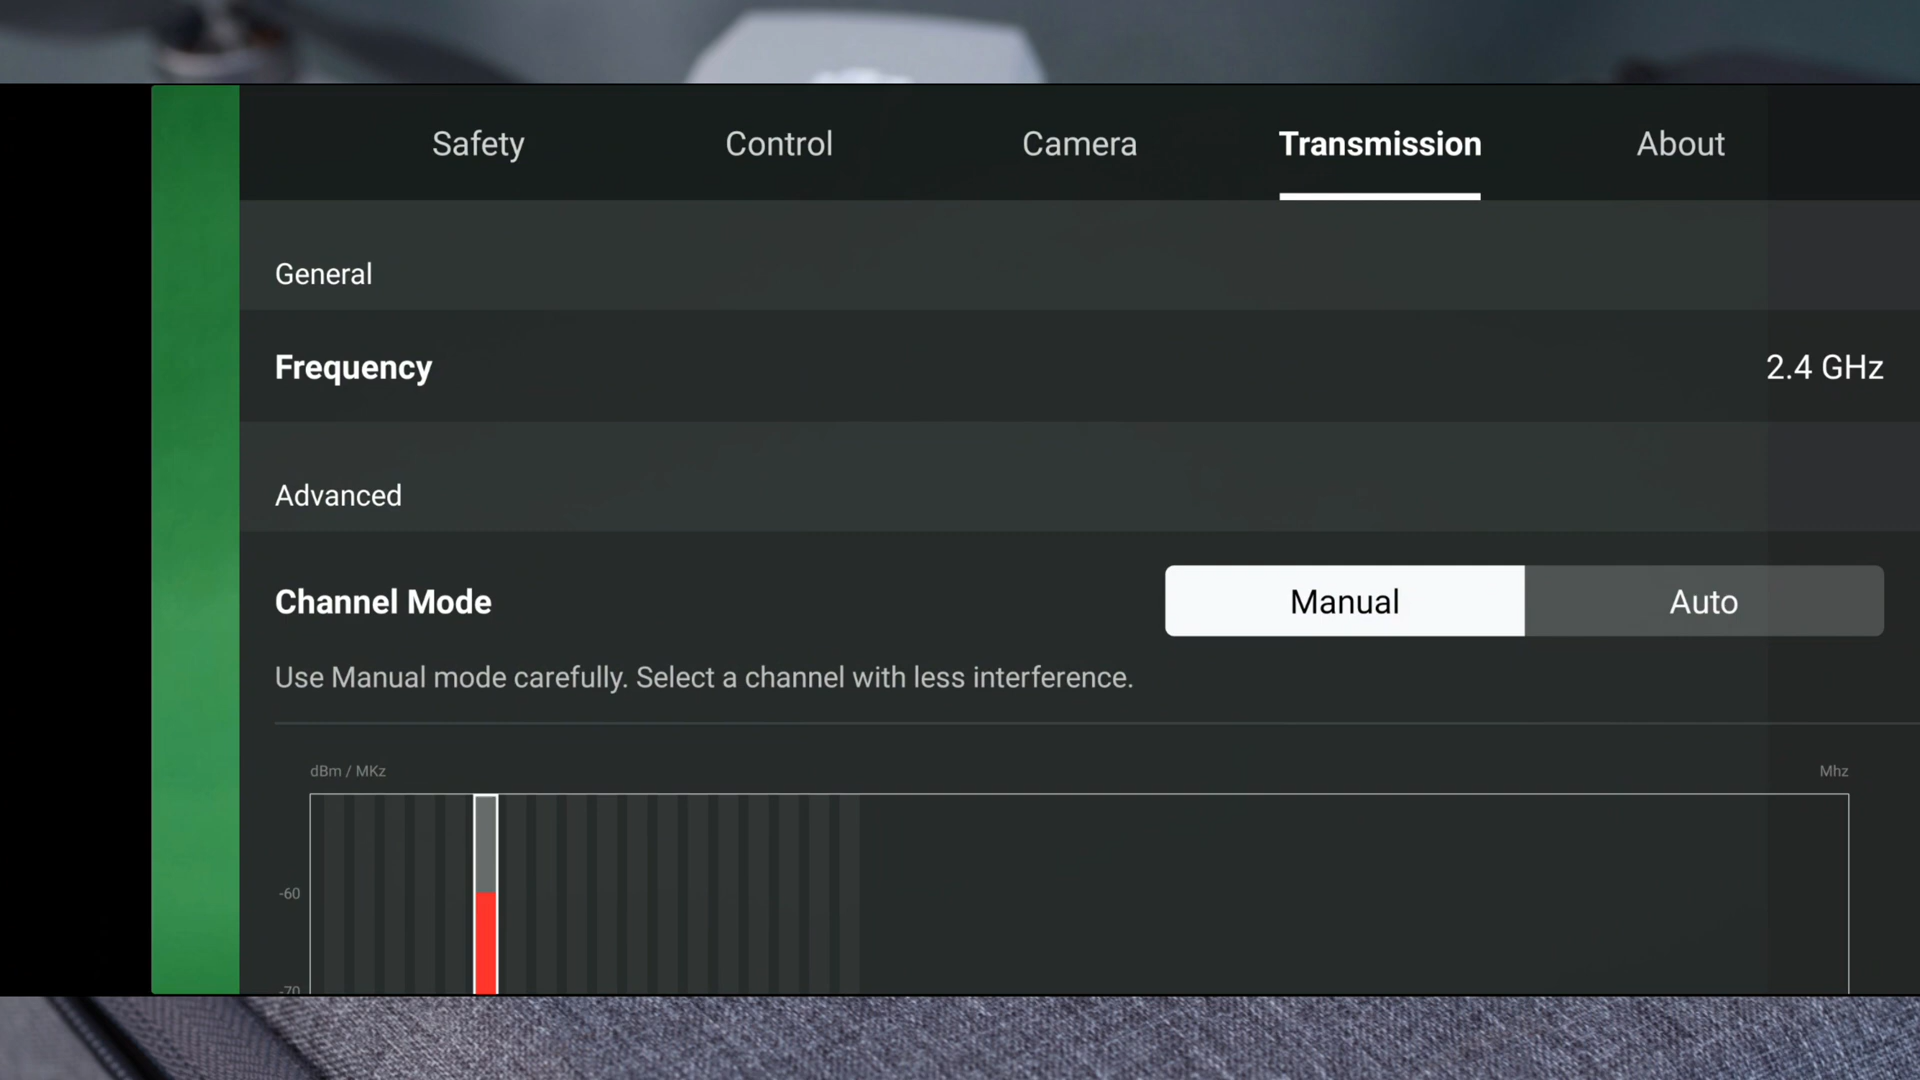 Safety Control Camera Transmission About
General
Frequency 2.4 GHz
Advanced
Channel Mode Manual Auto
Use Manual mode carefully. Select a channel with less interference.
dBm / MKz Mhz
-60
-70